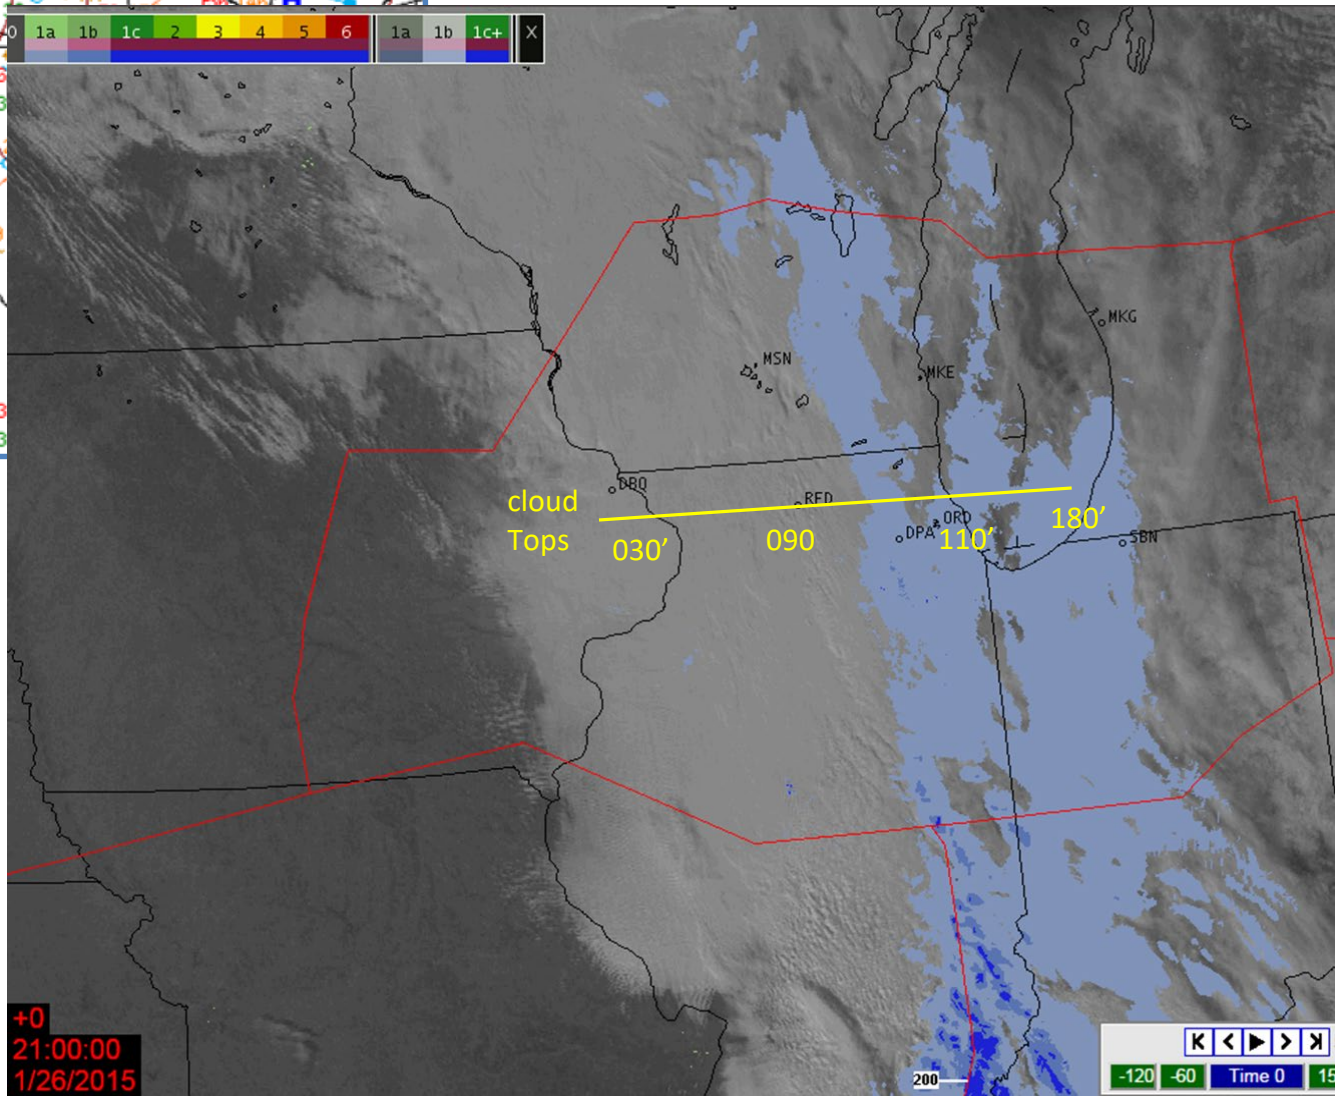 0 1a 1b 1c 2 3 4 5 6 1a 1b 1c+ X
MKG
MSN
MKE
DBQ
RFD
cloud
Tops
030’
090
DPA
ORD
110’
180’
SBN
+0
21:00:00
1/26/2015
200
-120 -60 Time 0 15